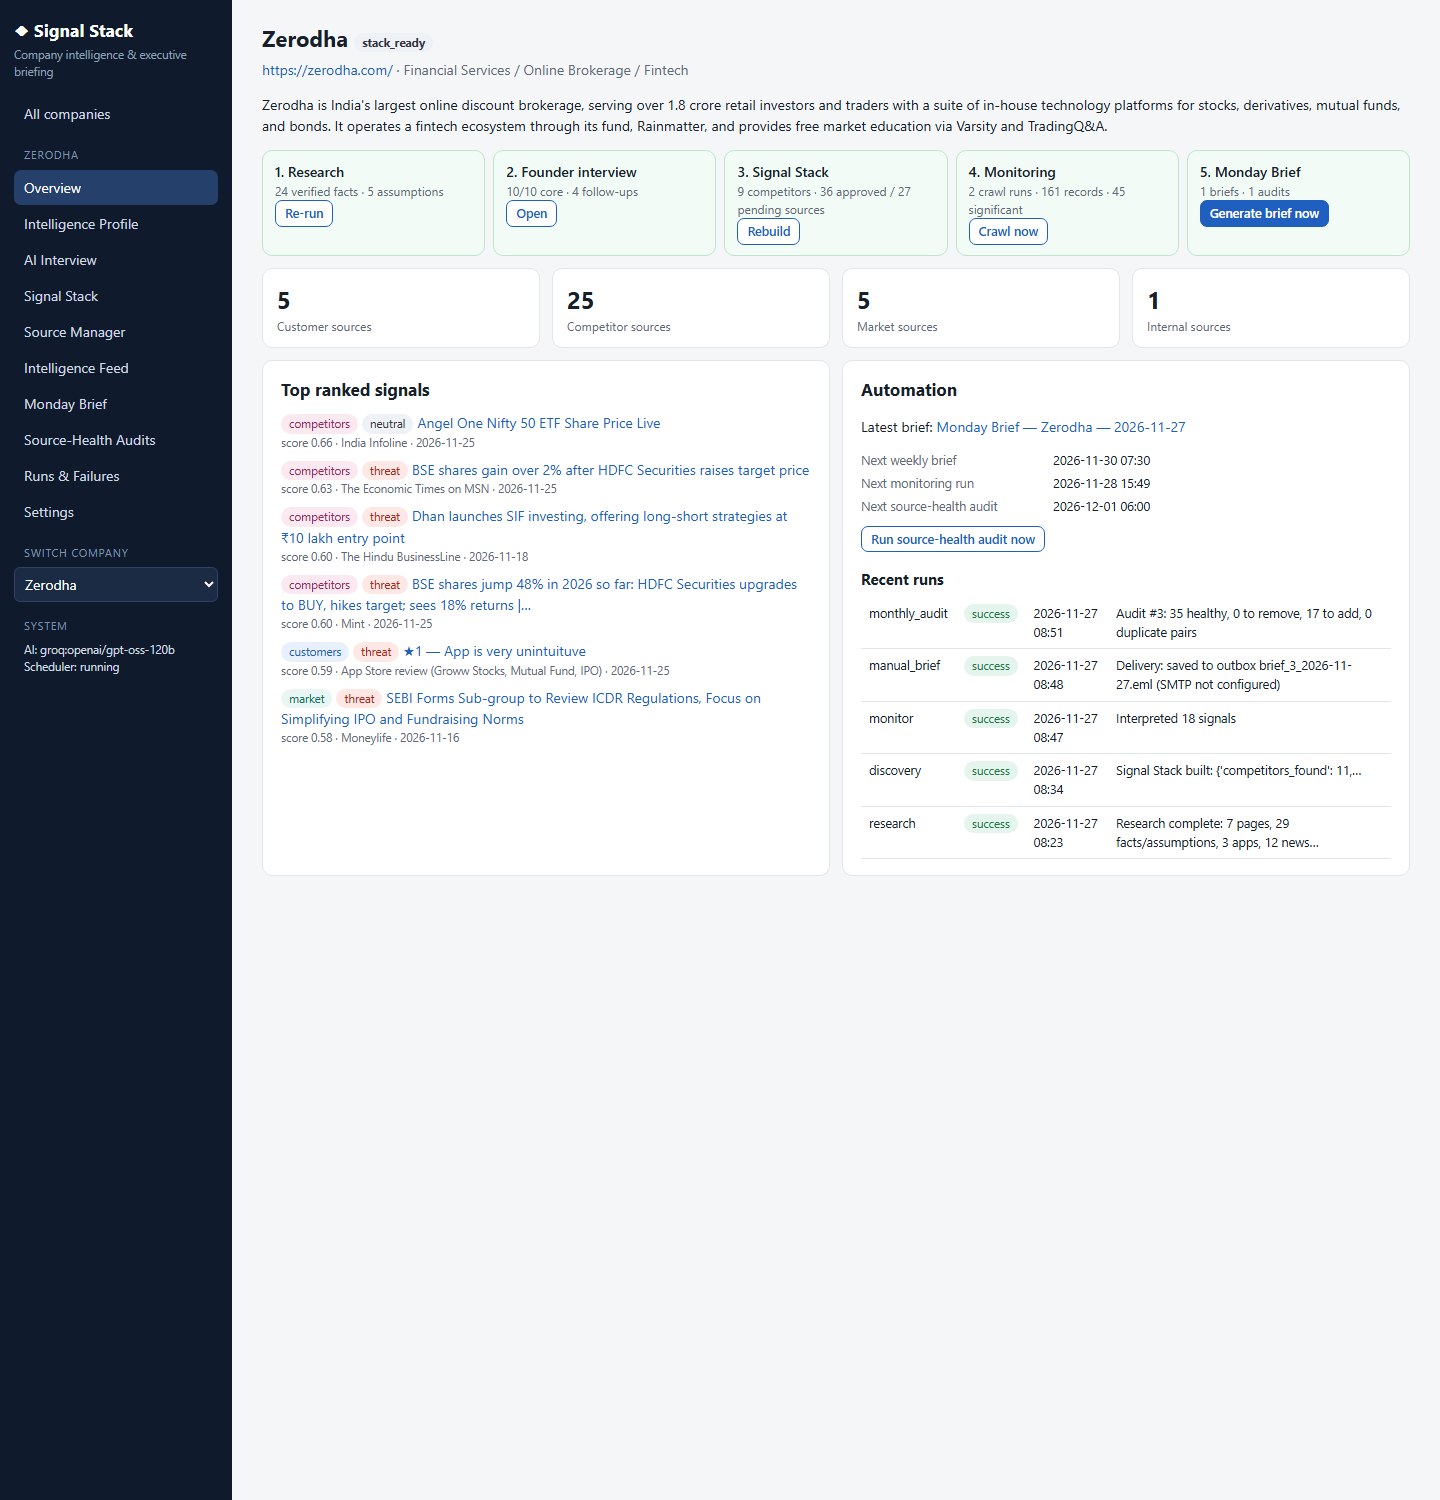 Signal Stack
Company intelligence & executive
briefing
All companies
ZERODHA
Overview
Intelligence Profile
AI Interview
Signal Stack
Source Manager
Intelligence Feed
Monday Brief
Source-Health Audits
Runs & Failures
Settings
SWITCH COMPANY
Zerodha
SYSTEM
AI: groq:openai/gpt-oss-120b
Scheduler: running
Zerodha stack_ready
https://zerodha.com/ · Financial Services / Online Brokerage / Fintech
Zerodha is India's largest online discount brokerage, serving over 1.8 crore retail investors and traders with a suite of in-house technology platforms for stocks, derivatives, mutual funds,
and bonds. It operates a fintech ecosystem through its fund, Rainmatter, and provides free market education via Varsity and TradingQ&A.
1. Research
24 verified facts · 5 assumptions
Re-run
2. Founder interview
10/10 core · 4 follow-ups
Open
3. Signal Stack
9 competitors · 36 approved / 27
pending sources
Rebuild
4. Monitoring
2 crawl runs · 161 records · 45
significant
Crawl now
5. Monday Brief
1 briefs · 1 audits
Generate brief now
5
Customer sources
25
Competitor sources
5
Market sources
1
Internal sources
Top ranked signals
competitors neutral Angel One Nifty 50 ETF Share Price Live
score 0.66 · India Infoline · 2026-11-25
competitors threat BSE shares gain over 2% after HDFC Securities raises target price
score 0.63 · The Economic Times on MSN · 2026-11-25
competitors threat Dhan launches SIF investing, offering long-short strategies at
₹10 lakh entry point
score 0.60 · The Hindu BusinessLine · 2026-11-18
competitors threat BSE shares jump 48% in 2026 so far: HDFC Securities upgrades
to BUY, hikes target; sees 18% returns |...
score 0.60 · Mint · 2026-11-25
customers threat ★1 — App is very unintuituve
score 0.59 · App Store review (Groww Stocks, Mutual Fund, IPO) · 2026-11-25
market threat SEBI Forms Sub-group to Review ICDR Regulations, Focus on
Simplifying IPO and Fundraising Norms
score 0.58 · Moneylife · 2026-11-16
Automation
Latest brief: Monday Brief — Zerodha — 2026-11-27
Next weekly brief 2026-11-30 07:30
Next monitoring run 2026-11-28 15:49
Next source-health audit 2026-12-01 06:00
Run source-health audit now
Recent runs
monthly_audit success 2026-11-27 Audit #3: 35 healthy, 0 to remove, 17 to add, 0
08:51 duplicate pairs
manual_brief success 2026-11-27 Delivery: saved to outbox brief_3_2026-11-
08:48 27.eml (SMTP not configured)
monitor success 2026-11-27 Interpreted 18 signals
08:47
discovery success 2026-11-27 Signal Stack built: {'competitors_found': 11,...
08:34
research success 2026-11-27 Research complete: 7 pages, 29
08:23 facts/assumptions, 3 apps, 12 news...